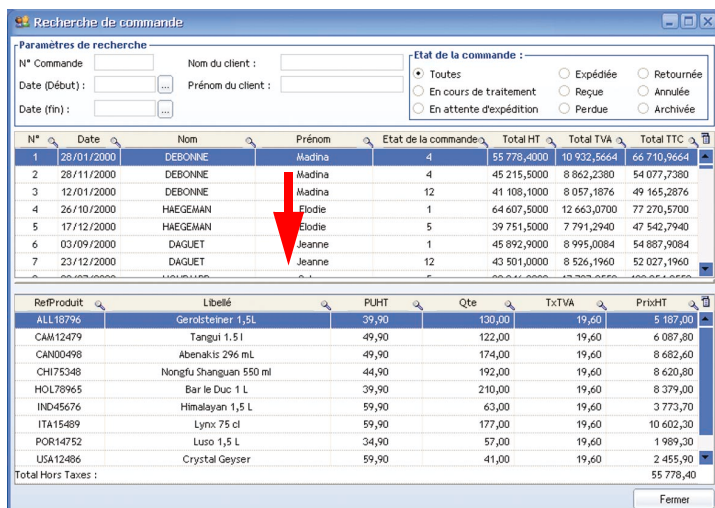 Recherche de commande
Paramètres de recherche
N° Commande
Nom du client :
Date (Début) :
...
Prénom du client :
Date (fin) :
...
Etat de la commande :
Toutes Expédiée Retournée
En cours de traitement Reçue Annulée
En attente d'expédition Perdue Archivée
N° Date Nom Prénom Etat de la commande Total HT Total TVA Total TTC
1 28/01/2000 DEBONNE Madina 4 55 778,4000 10 932,5664 66 710,9664
2 28/11/2000 DEBONNE Madina 4 45 215,5000 8 862,2380 54 077,7380
3 12/01/2000 DEBONNE Madina 12 41 108,1000 8 057,1876 49 165,2876
4 26/10/2000 HAEGEMAN Elodie 1 64 607,5000 12 663,0700 77 270,5700
5 17/12/2000 HAEGEMAN Elodie 5 39 751,5000 7 791,2940 47 542,7940
6 03/09/2000 DAGUET Jeanne 1 45 892,9000 8 995,0084 54 887,9084
7 23/12/2000 DAGUET Jeanne 12 43 501,0000 8 526,1960 52 027,1960
RefProduit Libellé PUHT Qte TxTVA PrixHT
ALL18796 Gerolsteiner 1,5L 39,90 130,00 19,60 5 187,00
CAM12479 Tangui 1.5 l 49,90 122,00 19,60 6 087,80
CAN00498 Abenakis 296 mL 49,90 174,00 19,60 8 682,60
CHI75348 Nongfu Shanguan 550 ml 44,90 192,00 19,60 8 620,80
HOL78965 Bar le Duc 1 L 39,90 210,00 19,60 8 379,00
IND45676 Himalayan 1,5 L 59,90 63,00 19,60 3 773,70
ITA15489 Lynx 75 cl 59,90 177,00 19,60 10 602,30
POR14752 Luso 1,5 L 34,90 57,00 19,60 1 989,30
USA12486 Crystal Geyser 59,90 41,00 19,60 2 455,90
Total Hors Taxes : 55 778,40
Fermer